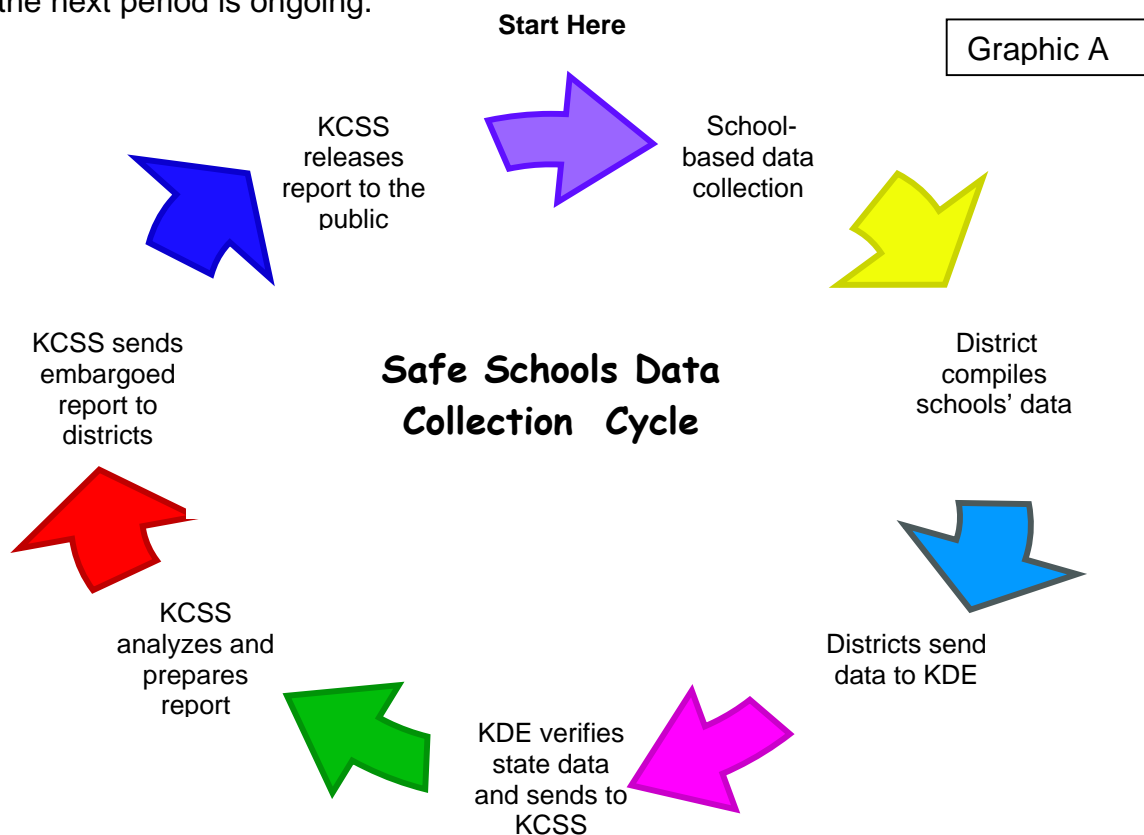 the next period is ongoing.
Start Here
Graphic A
School-
based data
collection
District
compiles
schools’ data
Districts send
data to KDE
KDE verifies
state data
and sends to
KCSS
KCSS
analyzes and
prepares
report
KCSS sends
embargoed
report to
districts
KCSS
releases
report to the
public
Safe Schools Data
Collection Cycle